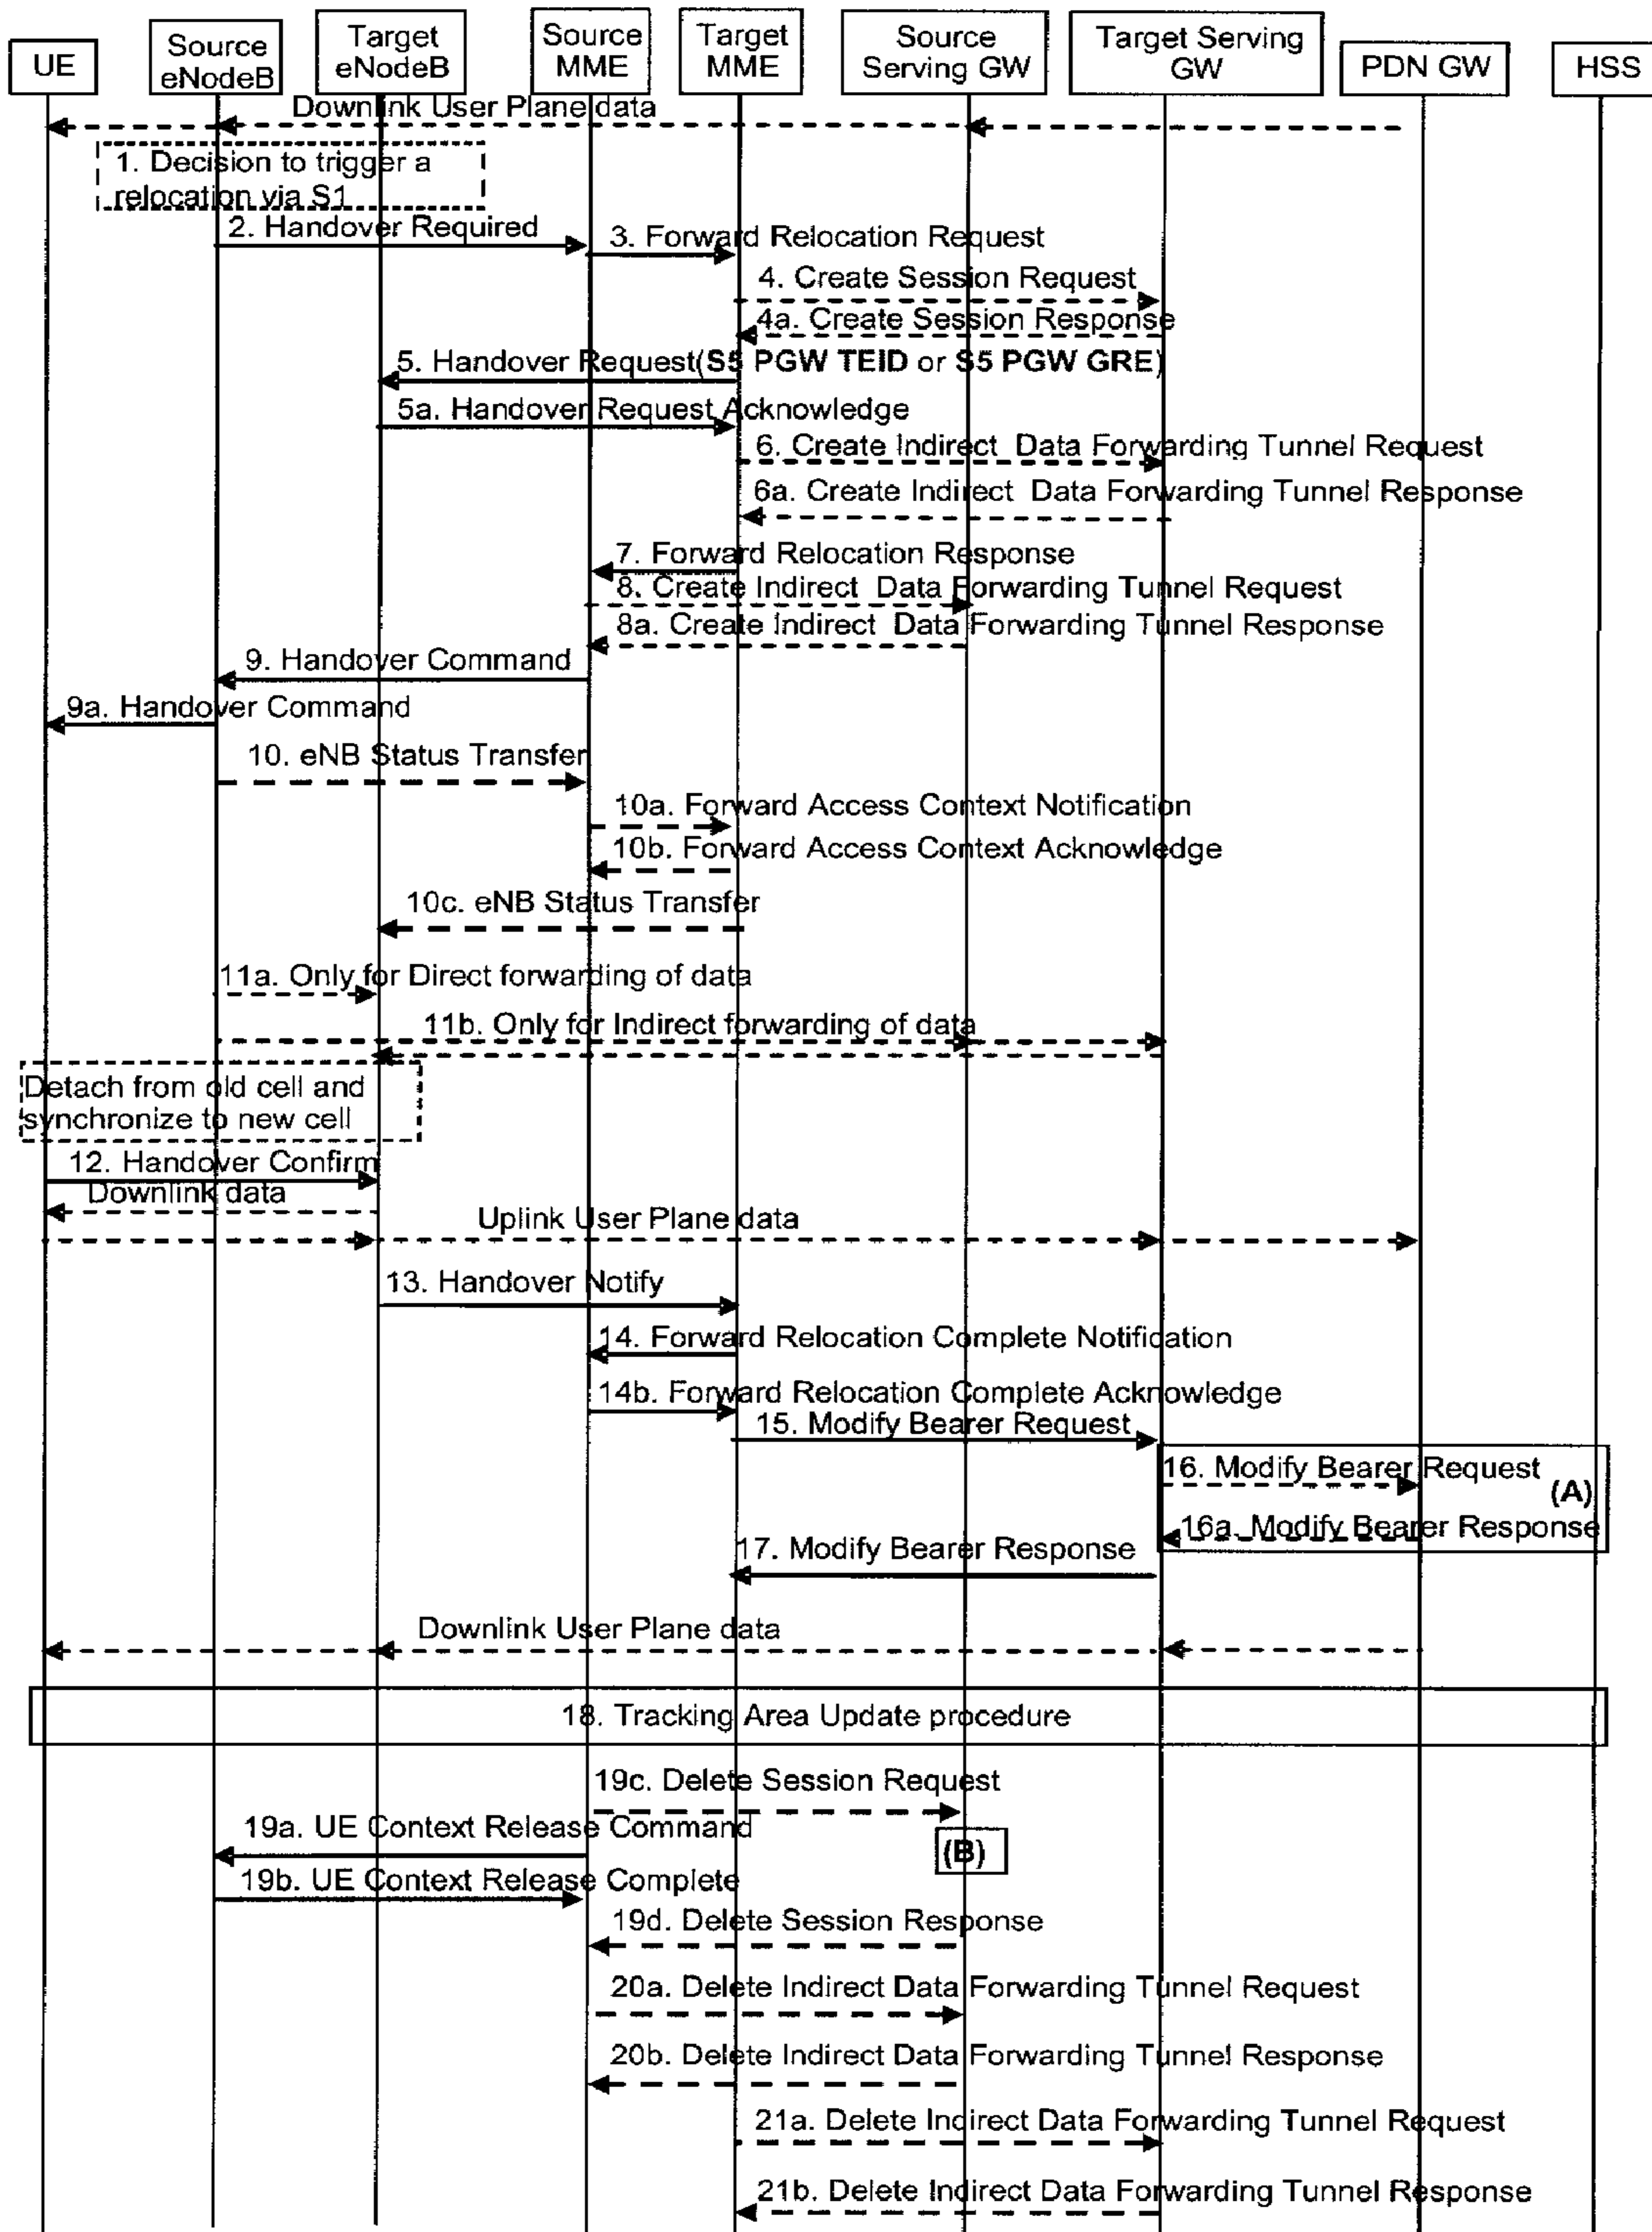 UE
Source
eNodeB
Target
eNodeB
Source
MME
Target
MME
Source
Serving GW
Target Serving
GW
PDN GW
HSS
Downlink User Plane data
1. Decision to trigger a
relocation via S1
2. Handover Required
3. Forward Relocation Request
4. Create Session Request
4a. Create Session Response
5. Handover Request(S5 PGW TEID or S5 PGW GRE)
5a. Handover Request Acknowledge
6. Create Indirect Data Forwarding Tunnel Request
6a. Create Indirect Data Forwarding Tunnel Response
7. Forward Relocation Response
8. Create Indirect Data Forwarding Tunnel Request
8a. Create Indirect Data Forwarding Tunnel Response
9. Handover Command
9a. Handover Command
10. eNB Status Transfer
10a. Forward Access Context Notification
10b. Forward Access Context Acknowledge
10c. eNB Status Transfer
11a. Only for Direct forwarding of data
11b. Only for Indirect forwarding of data
Detach from old cell and
synchronize to new cell
12. Handover Confirm
Downlink data
Uplink User Plane data
13. Handover Notify
14. Forward Relocation Complete Notification
14b. Forward Relocation Complete Acknowledge
15. Modify Bearer Request
16. Modify Bearer Request
(A)
16a. Modify Bearer Response
17. Modify Bearer Response
Downlink User Plane data
18. Tracking Area Update procedure
19c. Delete Session Request
19a. UE Context Release Command
(B)
19b. UE Context Release Complete
19d. Delete Session Response
20a. Delete Indirect Data Forwarding Tunnel Request
20b. Delete Indirect Data Forwarding Tunnel Response
21a. Delete Indirect Data Forwarding Tunnel Request
21b. Delete Indirect Data Forwarding Tunnel Response